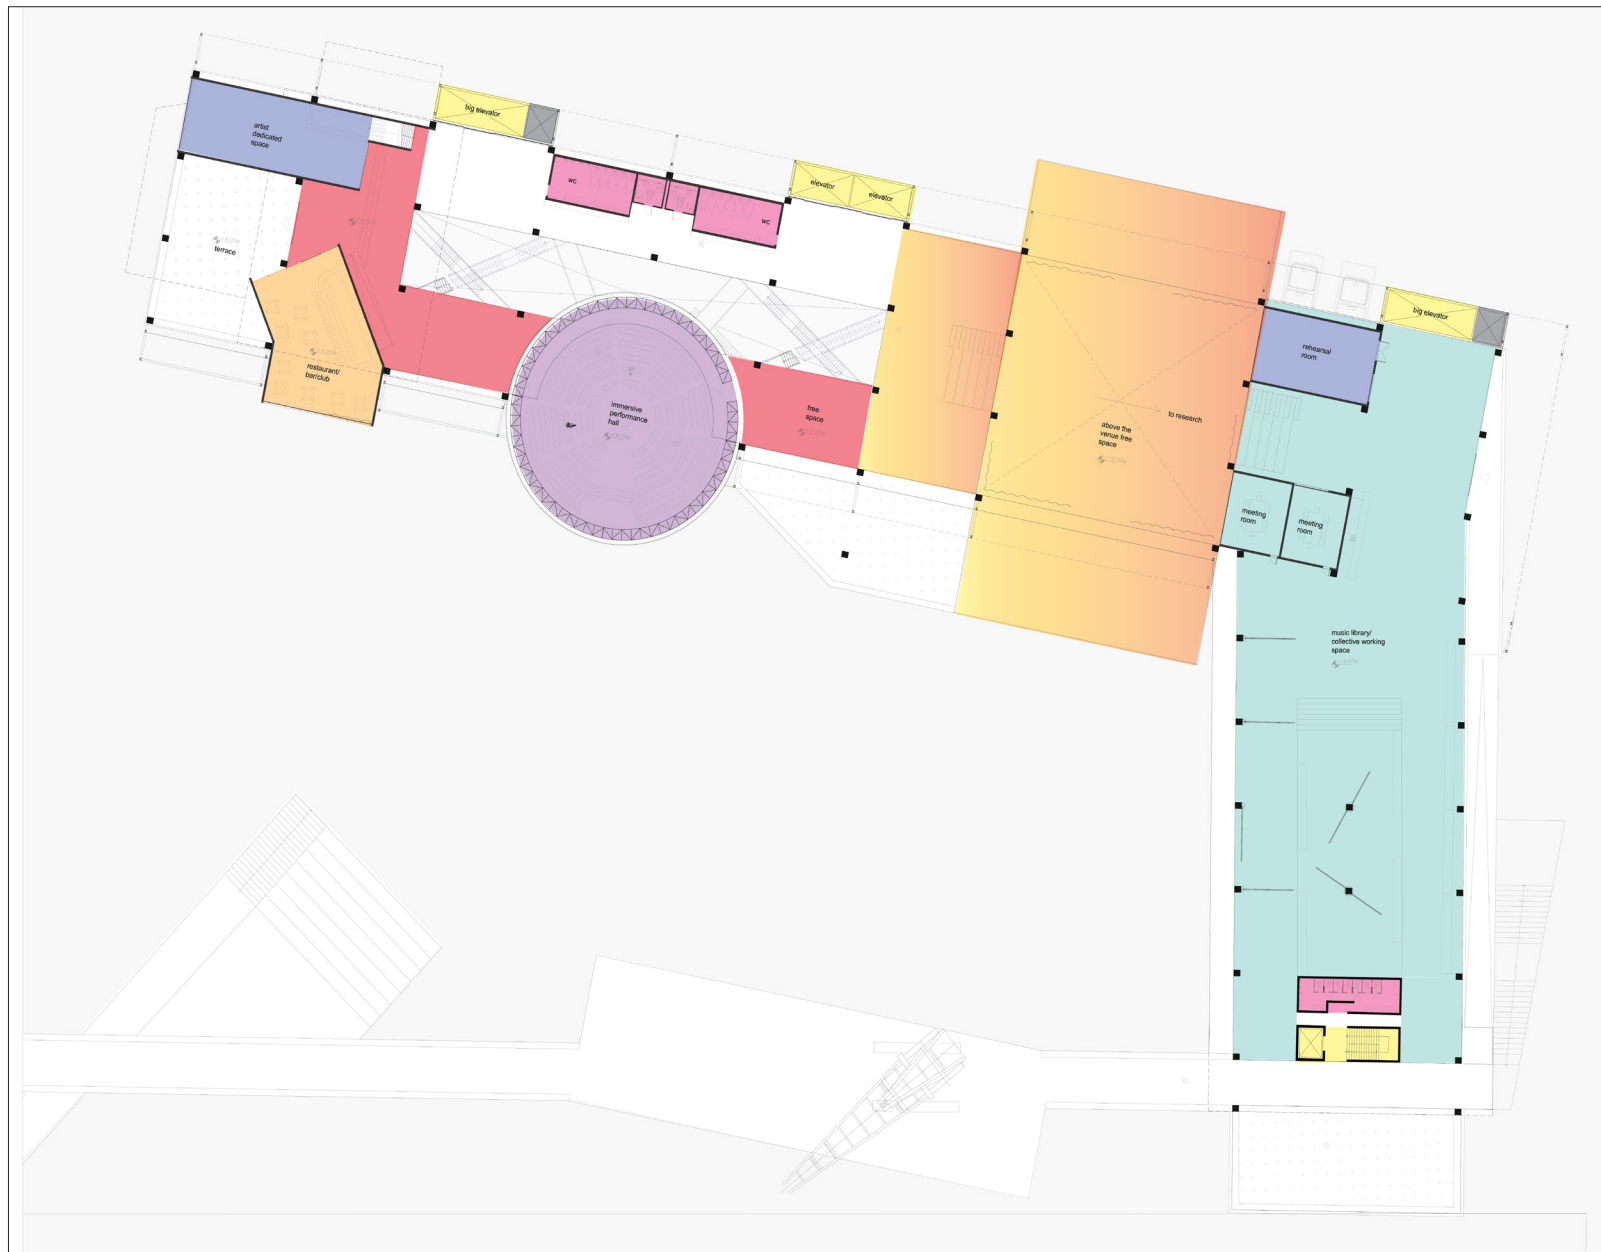 big elevator
artist
dedicated
space
wc
elevator
elevator
wc
terrace
big elevator
rehearsal
room
restaurant/
bar/club
immersive
performance
hall
free
space
to research
above the
venue free
space
meeting
room
meeting
room
music library/
collective working
space